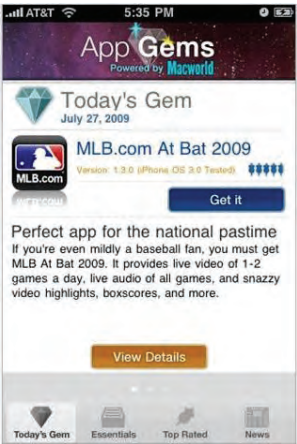 AT&T 5:35 PM
App Gems
Powered by Macworld
Today's Gem
July 27, 2009
MLB.com At Bat 2009
Version: 1.3.0 (iPhone OS 3.0 Tested)
MLB.com
Get it
Perfect app for the national pastime
If you're even mildly a baseball fan, you must get
MLB At Bat 2009. It provides live video of 1-2
games a day, live audio of all games, and snazzy
video highlights, boxscores, and more.
View Details
Today's Gem Essentials Top Rated News